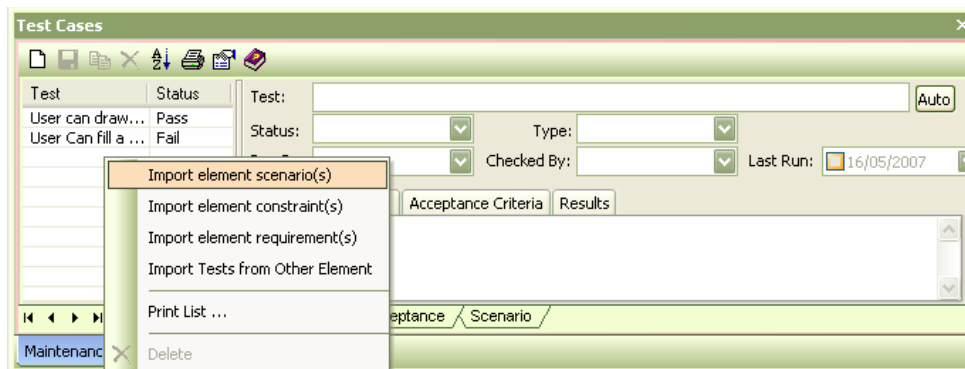 Test Cases
Test Status
User can draw... Pass
User Can fill a ... Fail
Test:
Auto
Status:
Type:
Checked By:
Last Run: 16/05/2007
Acceptance Criteria Results
Import element scenario(s)
Import element constraint(s)
Import element requirement(s)
Import Tests from Other Element
Print List ...
Delete
eptance Scenario
Maintenanc